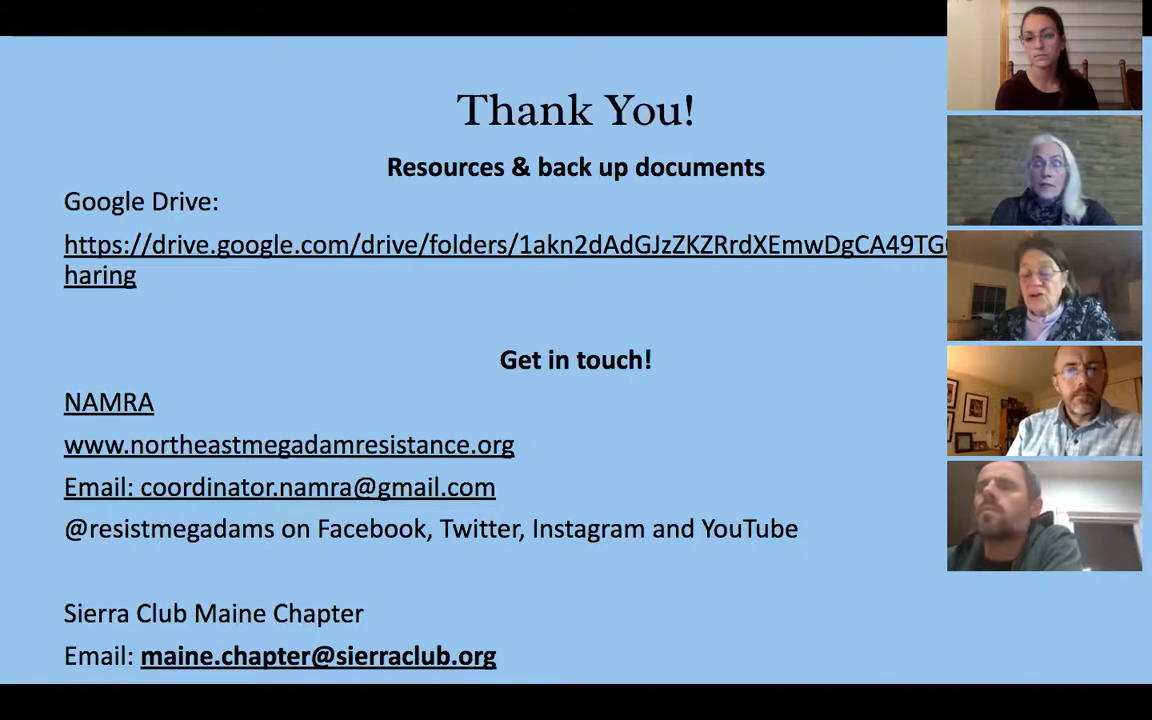 Thank You!
Resources & back up documents
Google Drive:
https://drive.google.com/drive/folders/1akn2dAdGJzZKZRrdXEmwDgCA49TG
haring
Get in touch!
NAMRA
www.northeastmegadamresistance.org
Email: coordinator.namra@gmail.com
@resistmegadams on Facebook, Twitter, Instagram and YouTube
Sierra Club Maine Chapter
Email: maine.chapter@sierraclub.org